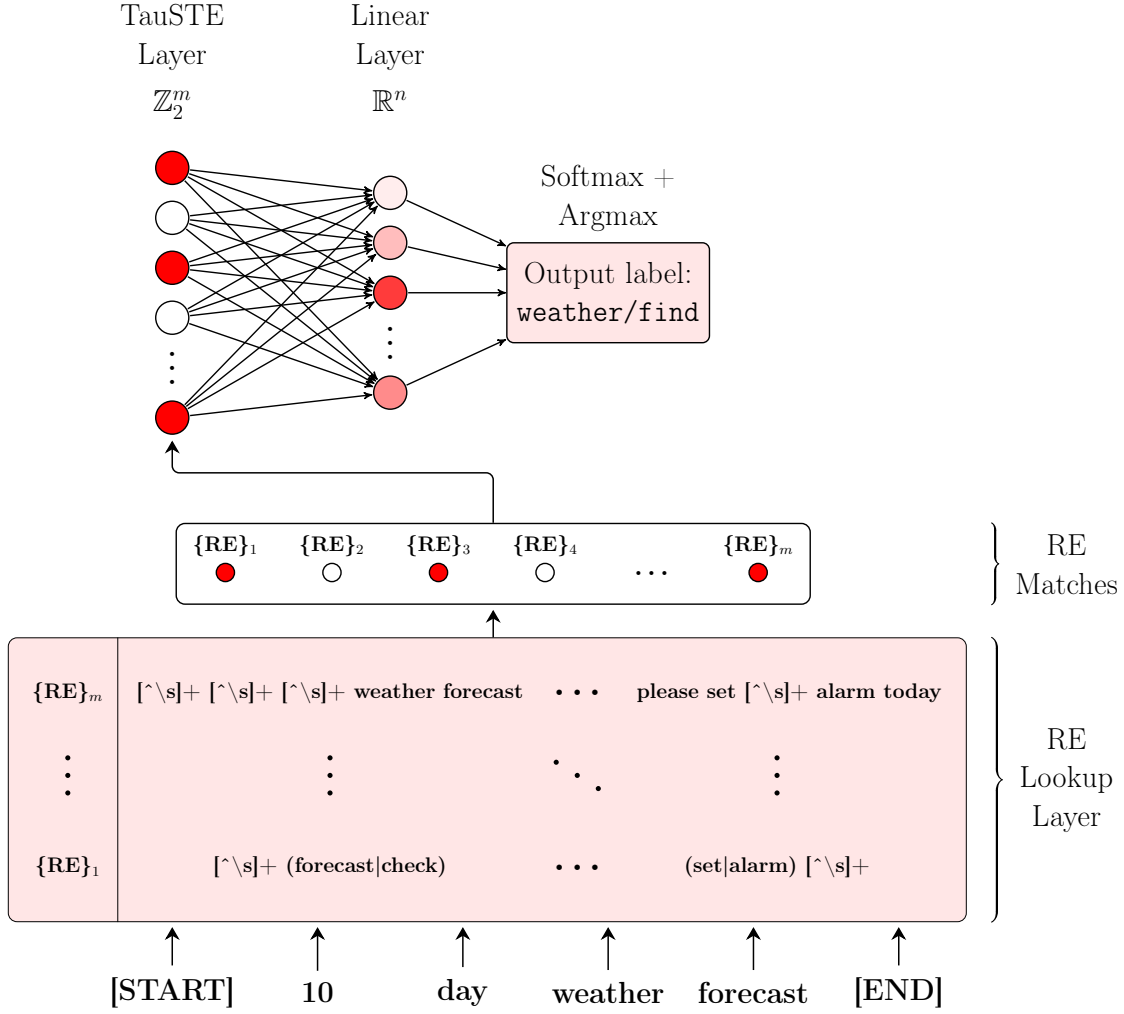 TauSTE Linear
Layer Layer
ℤ₂ᵐ ℝⁿ
Softmax +
Argmax
Output label:
weather/find
{RE}₁ {RE}₂ {RE}₃ {RE}₄ ··· {RE}ₘ
RE
Matches
{RE}ₘ [^\s]+ [^\s]+ [^\s]+ weather forecast ··· please set [^\s]+ alarm today
RE
Lookup
Layer
{RE}₁ [^\s]+ (forecast|check) ··· (set|alarm) [^\s]+
[START] 10 day weather forecast [END]